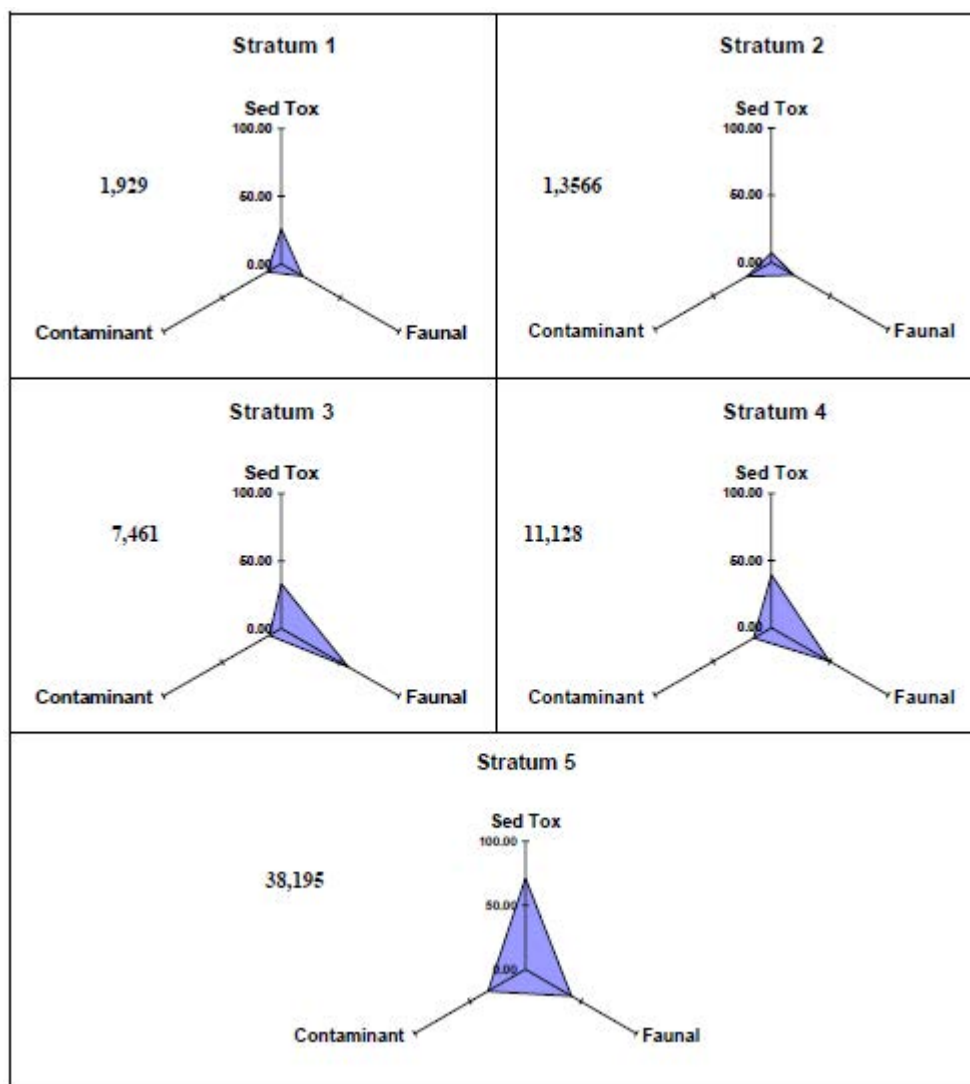 Stratum 1
Sed Tox
100.00
1,929
50.00
0.00
Contaminant
Faunal
Stratum 2
Sed Tox
100.00
1,3566
50.00
0.00
Contaminant
Faunal
Stratum 3
Sed Tox
100.00
7,461
50.00
0.00
Contaminant
Faunal
Stratum 4
Sed Tox
100.00
11,128
50.00
0.00
Contaminant
Faunal
Stratum 5
Sed Tox
100.00
38,195
50.00
0.00
Contaminant
Faunal